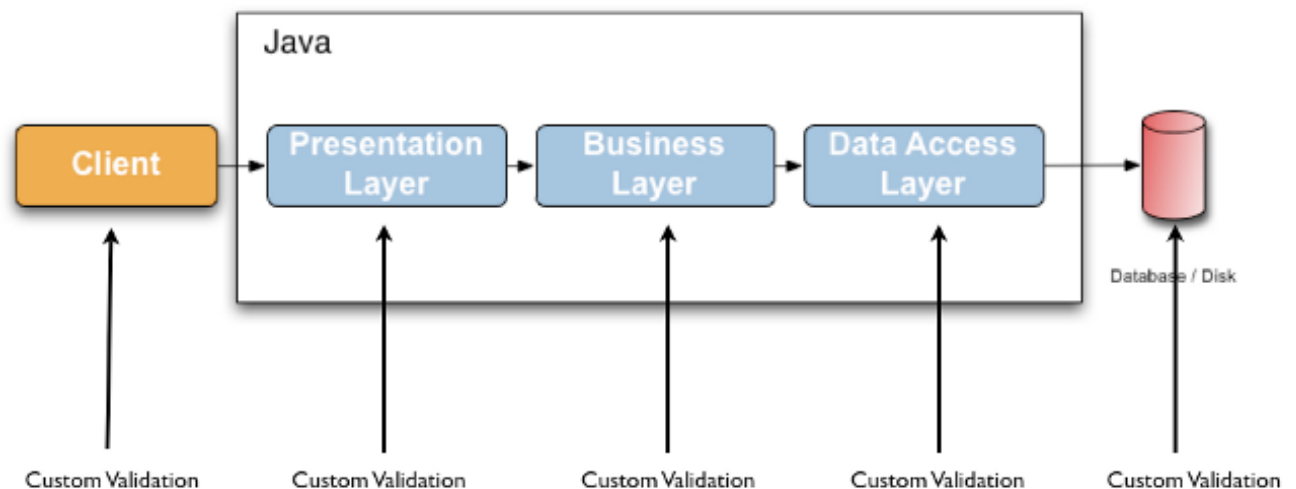 Java
Client
Presentation
Layer
Business
Layer
Data Access
Layer
Database / Disk
Custom Validation
Custom Validation
Custom Validation
Custom Validation
Custom Validation